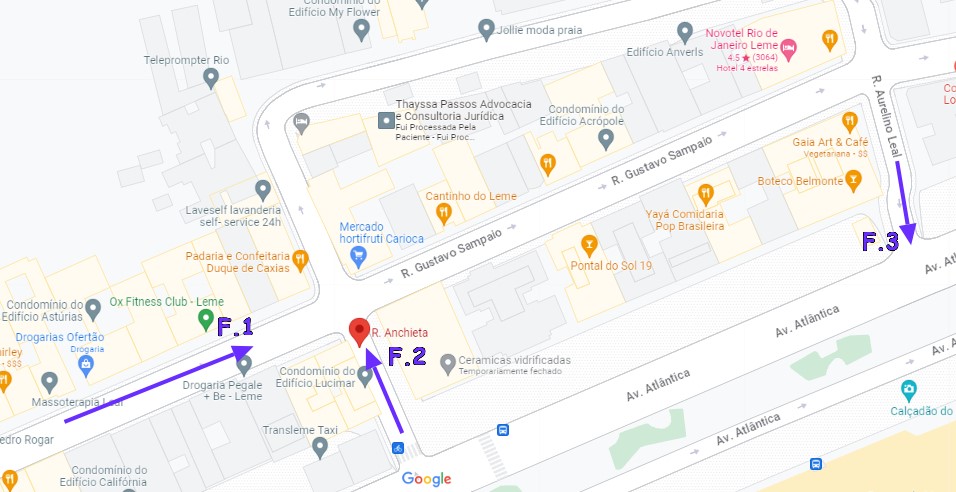 Condomínio do
Edifício My Flower
Jollie moda praia
Edifício Anverls
Novotel Rio de
Janeiro Leme
4.5 ★ (3064)
Hotel 4 estrelas
Teleprompter Rio
R. Aurelino Leal
Co
Lo
Thayssa Passos Advocacia
e Consultoria Jurídica
Fui Processada Pela
Paciente - Fui Proc...
Condomínio do
Edifício Acrópole
Gaia Art & Café
Vegetariana - $$
R. Gustavo Sampaio
Boteco Belmonte
Cantinho do Leme
Laveself lavanderia
self- service 24h
Yayá Comidaria
Pop Brasileira
Mercado
hortifruti Carioca
F.3
Padaria e Confeitaria
Duque de Caxias
R. Gustavo Sampaio
Pontal do Sol 19
Av. At
Ox Fitness Club - Leme
Condomínio do
Edifício Astúrias
F.1
R. Anchieta
Av. Atlântica
Drogarias Ofertão
Drogaria
F.2
Av. A
hirley
- $$$
Ceramicas vidrificadas
Temporariamente fechado
Condomínio do
Edifício Lucimar
Drogaria Pegale
+ Be - Leme
Av. Atlântica
Massoterapia Leal
Calçadão do
Transleme Taxi
Av. Atlântica
edro Rogar
Condomínio do
Edifício Califórnia
Google